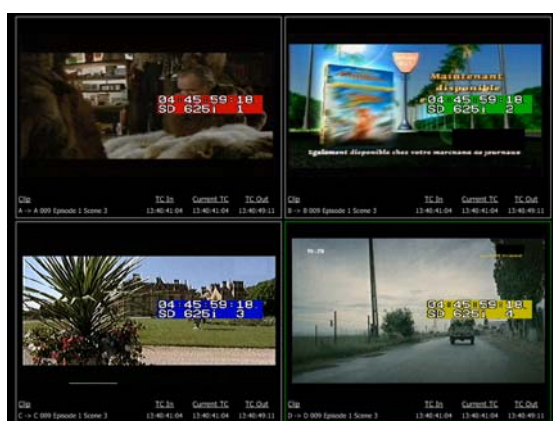 04:45:59:18
SD 625i 1
Clip TC In Current TC TC Out
A -> A 009 Episode 1 Scene 3 13:40:41:04 13:40:41:04 13:40:49:11
Maintenant
disponible
04:45:59:18
SD 625i 2
Egalement disponible chez votre marchand de journaux
Clip TC In Current TC TC Out
B -> B 009 Episode 1 Scene 3 13:40:41:04 13:40:41:04 13:40:49:11
04:45:59:18
SD 625i 3
Clip TC In Current TC TC Out
C -> C 009 Episode 1 Scene 3 13:40:41:04 13:40:41:04 13:40:49:11
04:45:59:18
SD 625i 4
Clip TC In Current TC TC Out
D -> D 009 Episode 1 Scene 3 13:40:41:04 13:40:41:04 13:40:49:11